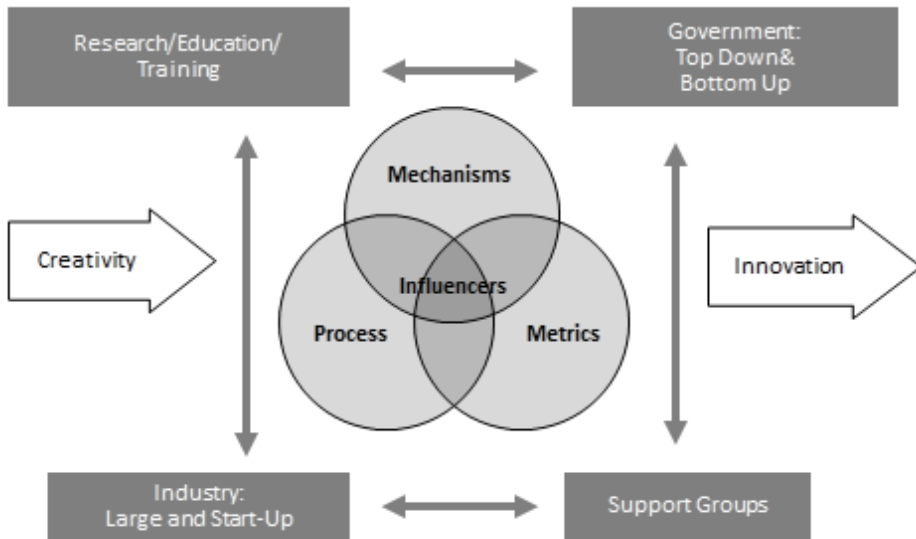 Research/Education/
Training
Government:
Top Down&
Bottom Up
Mechanisms
Creativity
Influencers
Innovation
Process
Metrics
Industry:
Large and Start-Up
Support Groups